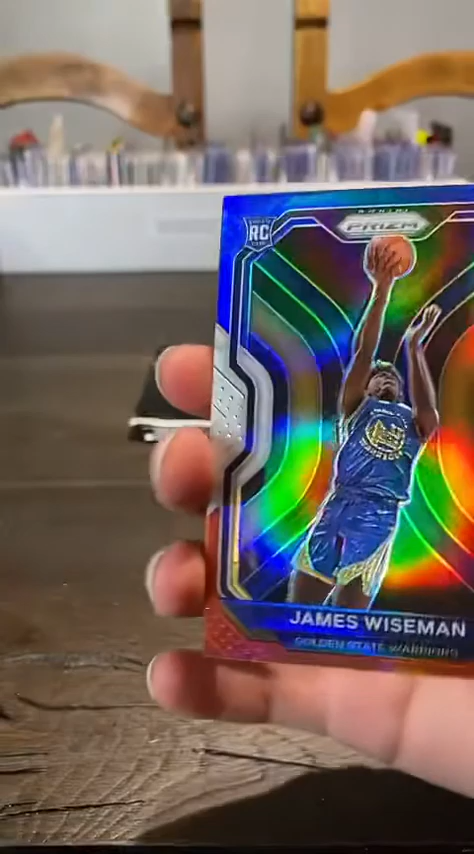 RC
PANINI
PRIZM
JAMES WISEMAN
GOLDEN STATE WARRIORS